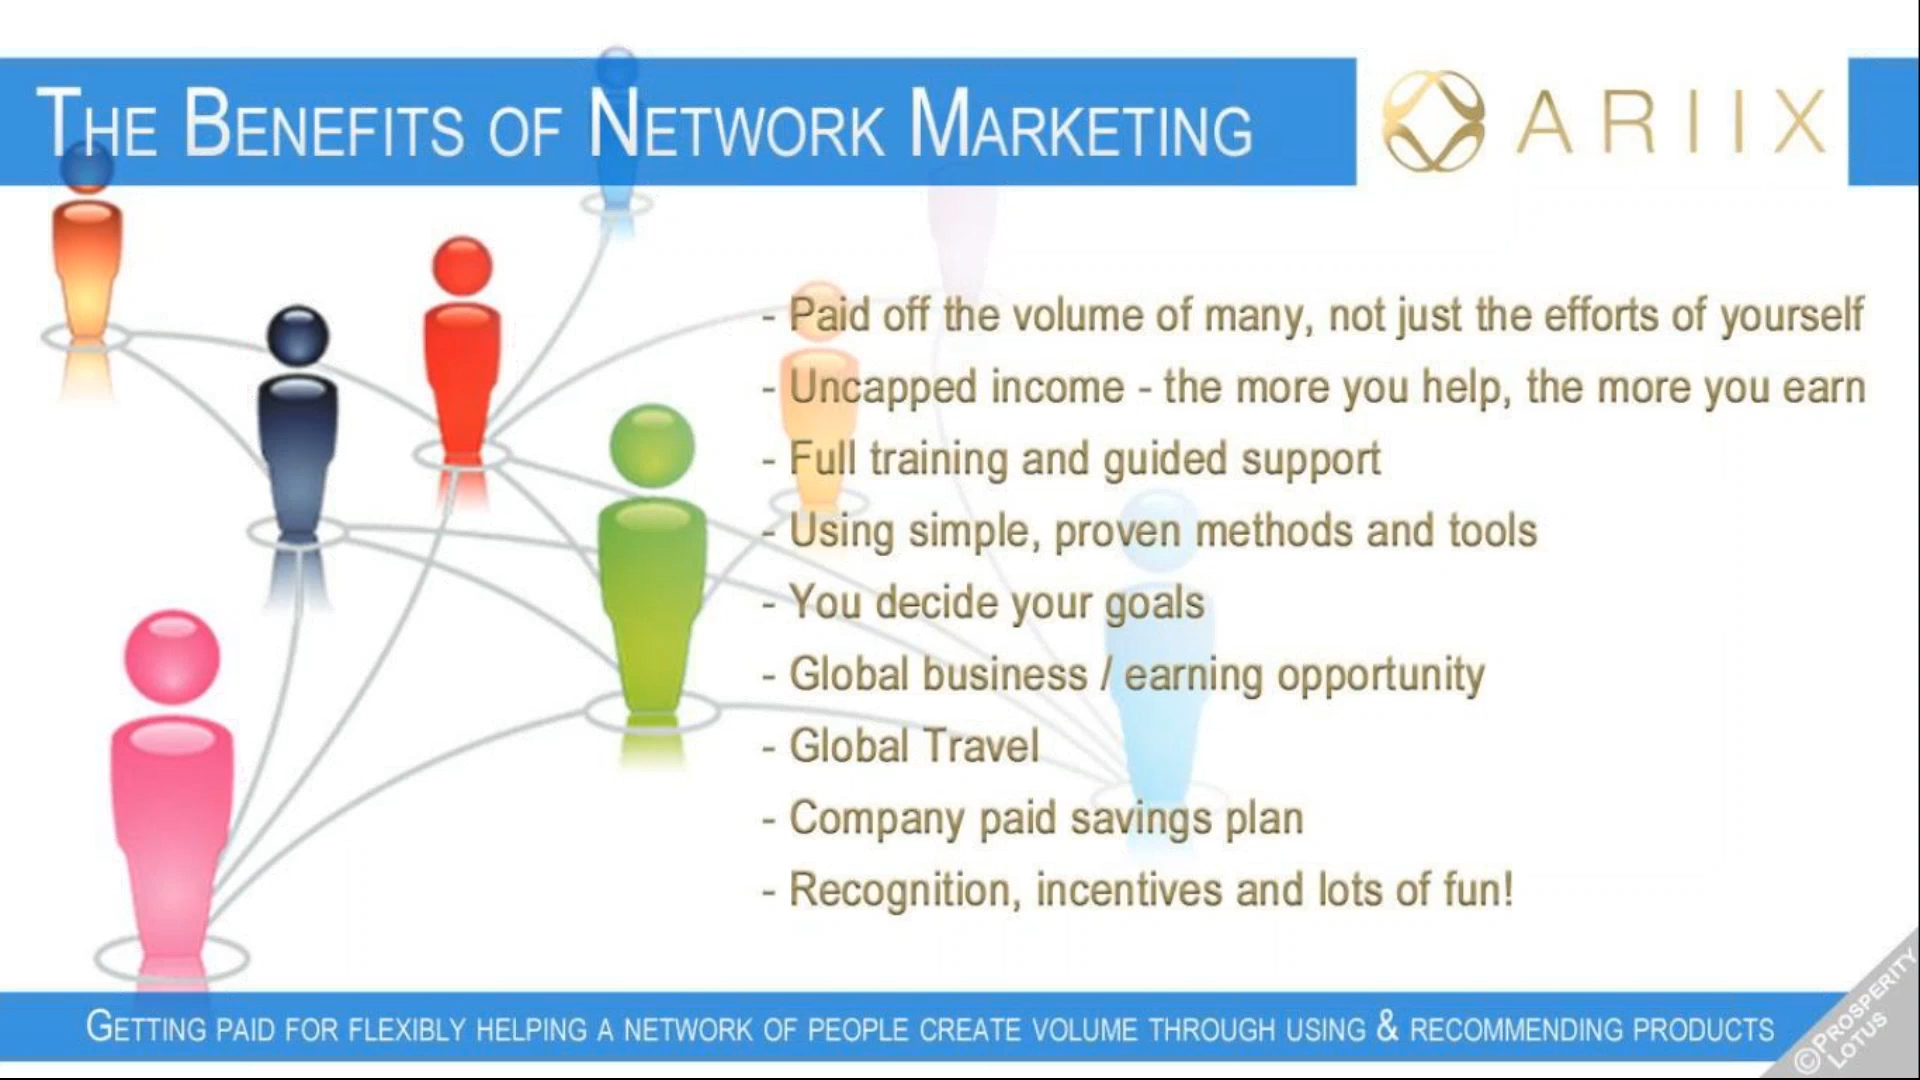 THE BENEFITS OF NETWORK MARKETING
ARIIX
- Paid off the volume of many, not just the efforts of yourself
- Uncapped income - the more you help, the more you earn
- Full training and guided support
- Using simple, proven methods and tools
- You decide your goals
- Global business / earning opportunity
- Global Travel
- Company paid savings plan
- Recognition, incentives and lots of fun!
GETTING PAID FOR FLEXIBLY HELPING A NETWORK OF PEOPLE CREATE VOLUME THROUGH USING & RECOMMENDING PRODUCTS
©PROSPERITY
LOTUS